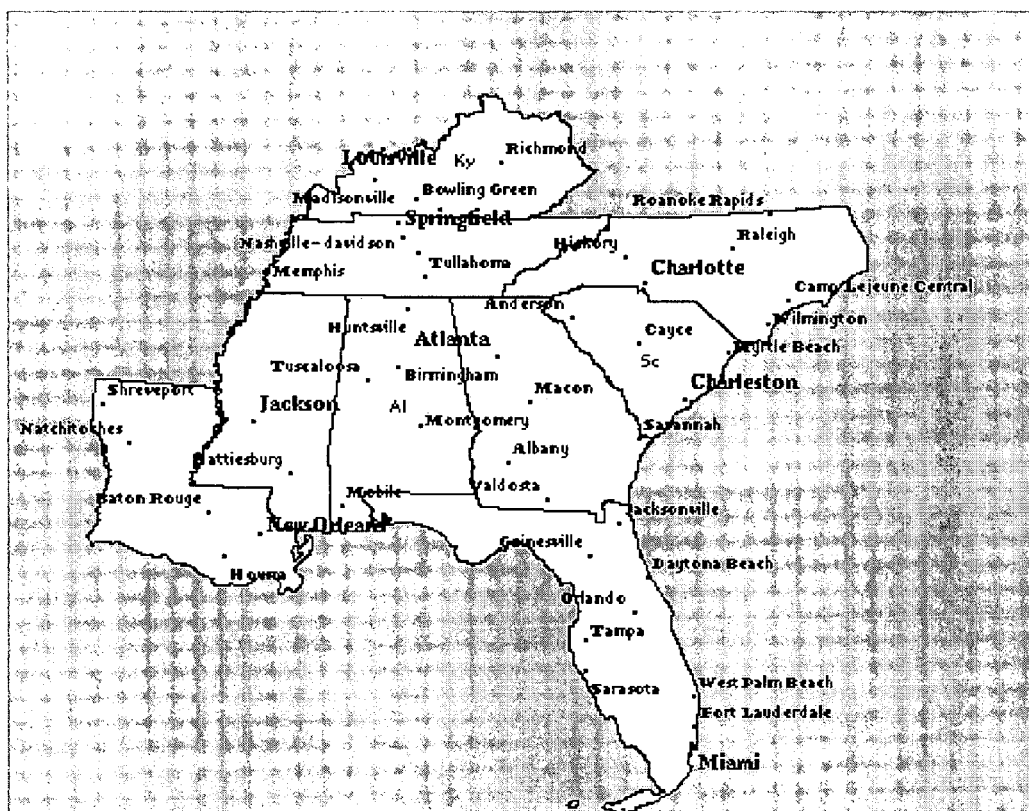 Richmond
Louisville Ky
Madisonville Bowling Green
Roanoke Rapids
Springfield
Nashville-davidson Hickory Raleigh
Memphis Tullahoma Charlotte
Anderson Camp Lejeune Central
Huntsville Cayce Wilmington
Atlanta Myrtle Beach
Tuscaloosa Birmingham Sc
Shreveport Macon Charleston
Jackson Al
Natchitoches Montgomery Savannah
Hattiesburg Albany
Baton Rouge Mobile Valdosta
New Orleans Jacksonville
Gainesville
Houma Daytona Beach
Orlando
Tampa
Sarasota West Palm Beach
Fort Lauderdale
Miami